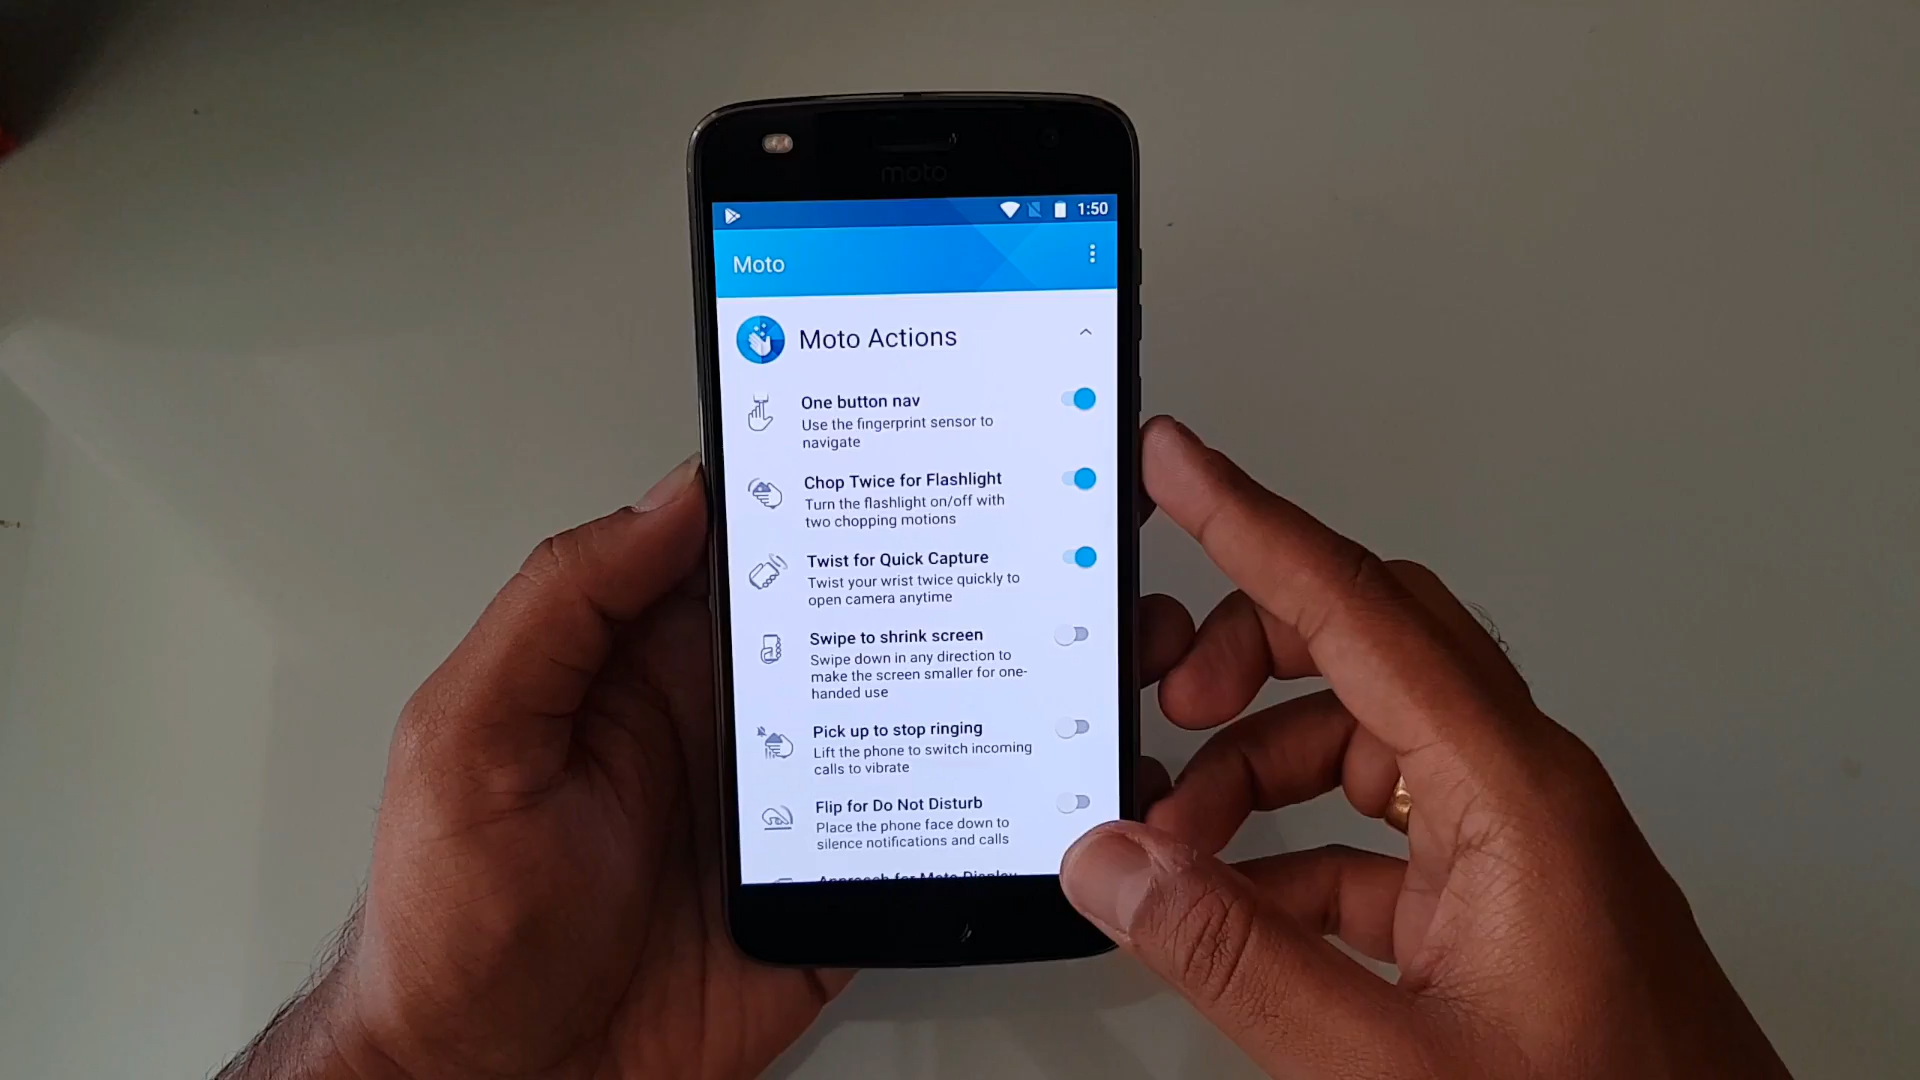 moto
1:50
Moto
Moto Actions
One button nav
Use the fingerprint sensor to
navigate
Chop Twice for Flashlight
Turn the flashlight on/off with
two chopping motions
Twist for Quick Capture
Twist your wrist twice quickly to
open camera anytime
Swipe to shrink screen
Swipe down in any direction to
make the screen smaller for one-
handed use
Pick up to stop ringing
Lift the phone to switch incoming
calls to vibrate
Flip for Do Not Disturb
Place the phone face down to
silence notifications and calls
Approach for Moto Display